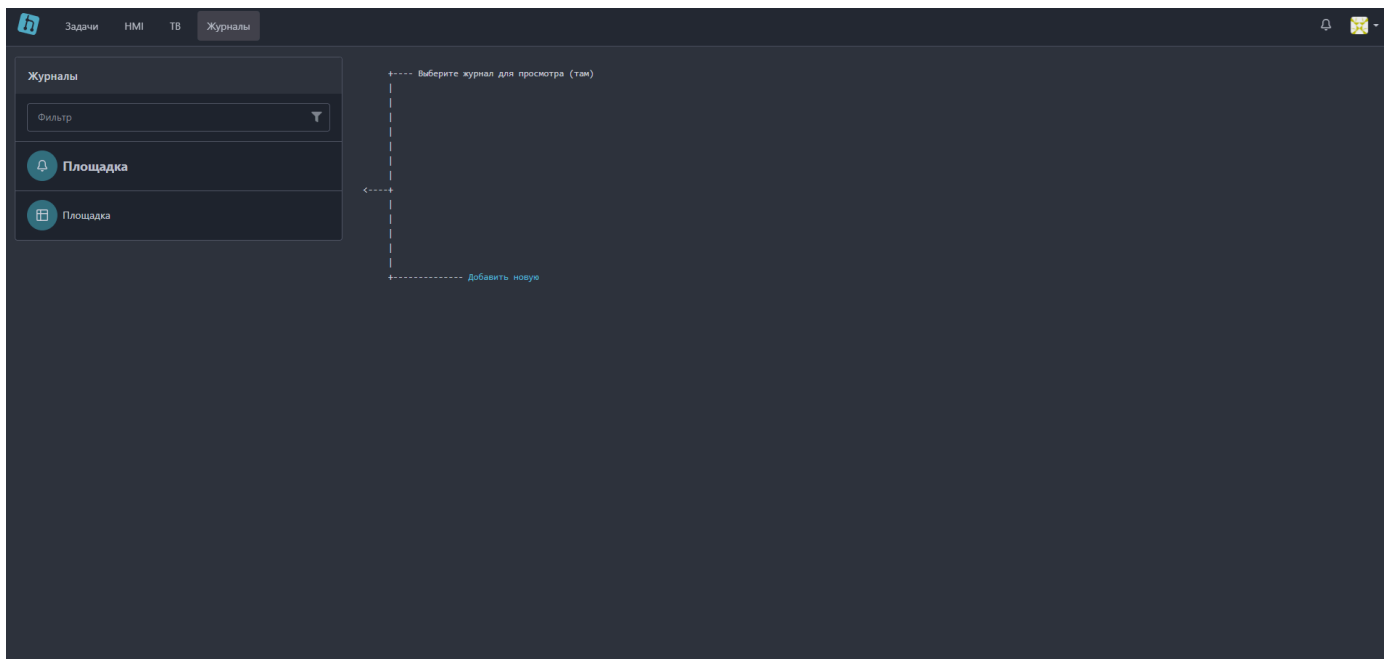 Задачи HMI ТВ Журналы
Журналы
Фильтр
Площадка
Площадка
+---- Выберите журнал для просмотра (там)
|
|
|
|
|
|
|
<----+
|
|
|
|
|
+-------------- Добавить новую